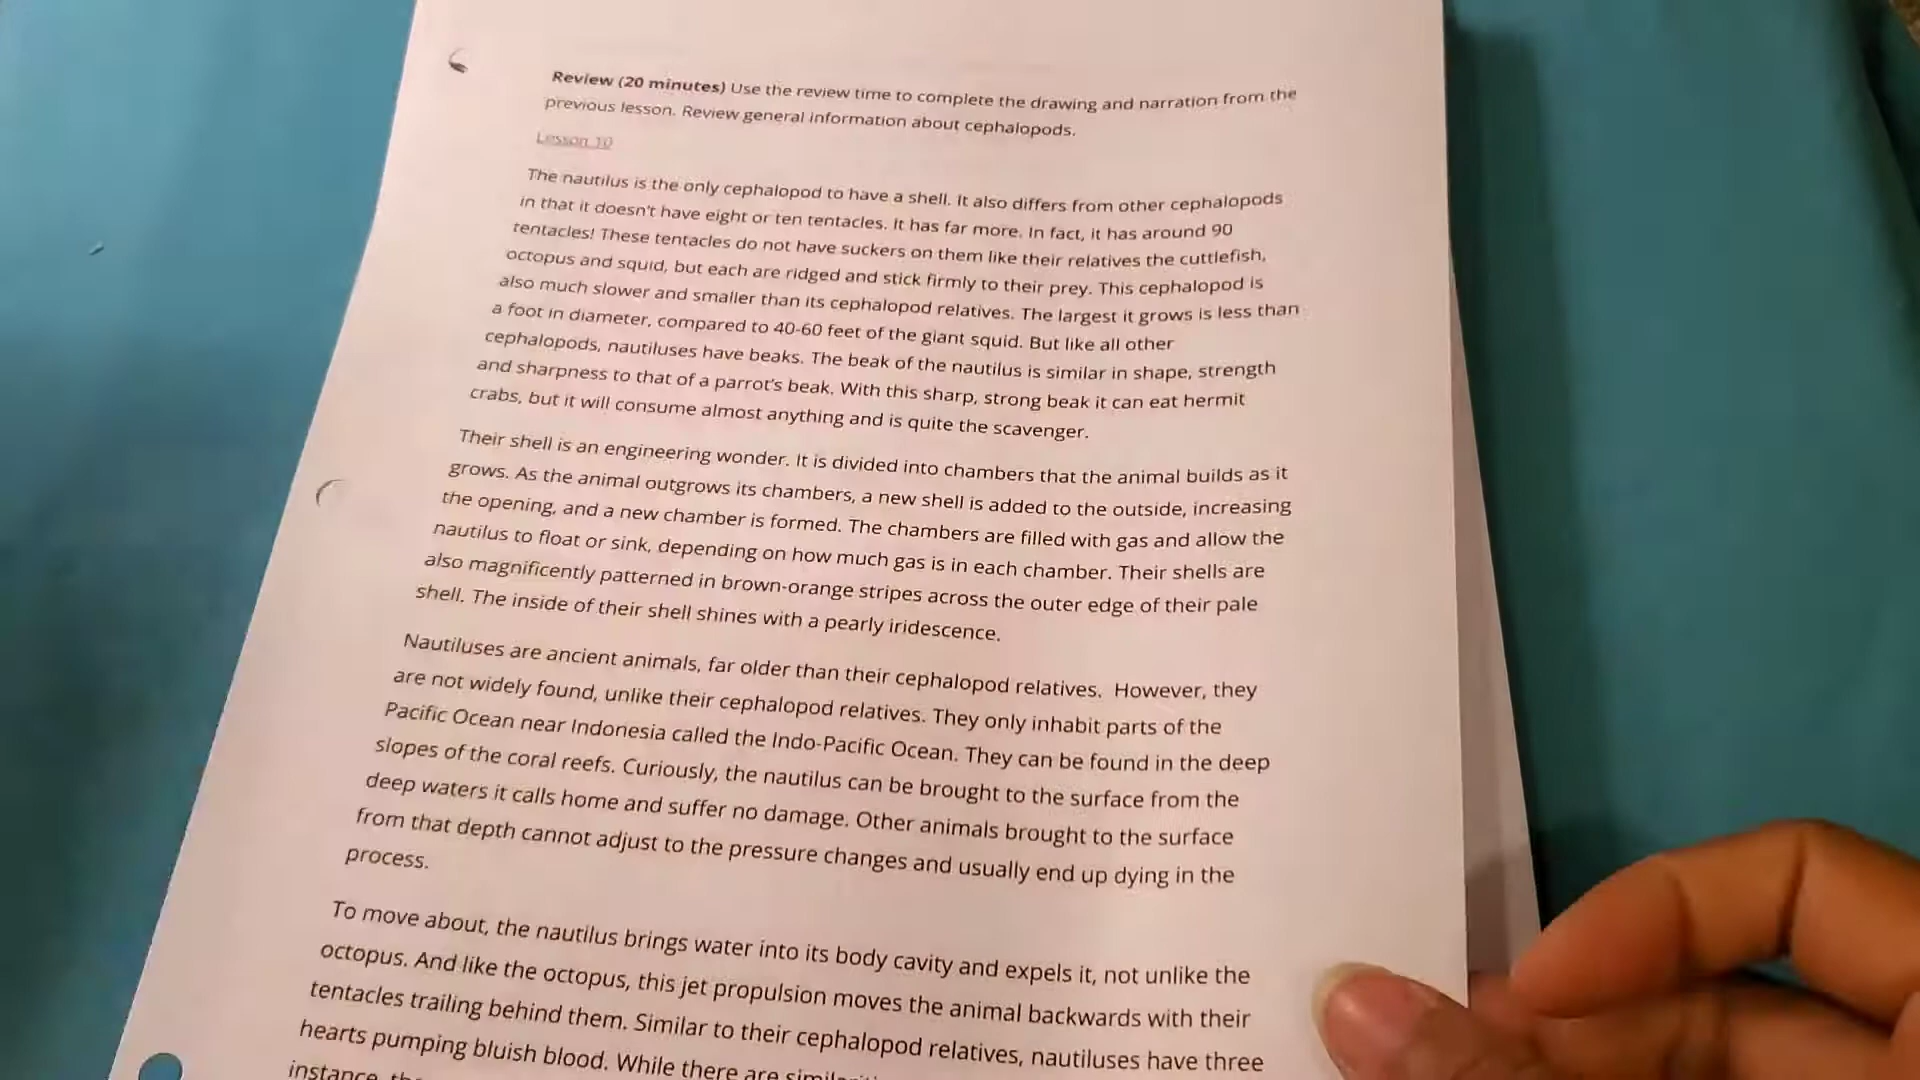 Review (20 minutes) Use the review time to complete the drawing and narration from the
previous lesson. Review general information about cephalopods.
Lesson 10
The nautilus is the only cephalopod to have a shell. It also differs from other cephalopods
in that it doesn't have eight or ten tentacles. It has far more. In fact, it has around 90
tentacles! These tentacles do not have suckers on them like their relatives the cuttlefish,
octopus and squid, but each are ridged and stick firmly to their prey. This cephalopod is
also much slower and smaller than its cephalopod relatives. The largest it grows is less than
a foot in diameter, compared to 40-60 feet of the giant squid. But like all other
cephalopods, nautiluses have beaks. The beak of the nautilus is similar in shape, strength
and sharpness to that of a parrot's beak. With this sharp, strong beak it can eat hermit
crabs, but it will consume almost anything and is quite the scavenger.
Their shell is an engineering wonder. It is divided into chambers that the animal builds as it
grows. As the animal outgrows its chambers, a new shell is added to the outside, increasing
the opening, and a new chamber is formed. The chambers are filled with gas and allow the
nautilus to float or sink, depending on how much gas is in each chamber. Their shells are
also magnificently patterned in brown-orange stripes across the outer edge of their pale
shell. The inside of their shell shines with a pearly iridescence.
Nautiluses are ancient animals, far older than their cephalopod relatives. However, they
are not widely found, unlike their cephalopod relatives. They only inhabit parts of the
Pacific Ocean near Indonesia called the Indo-Pacific Ocean. They can be found in the deep
slopes of the coral reefs. Curiously, the nautilus can be brought to the surface from the
deep waters it calls home and suffer no damage. Other animals brought to the surface
from that depth cannot adjust to the pressure changes and usually end up dying in the
process.
To move about, the nautilus brings water into its body cavity and expels it, not unlike the
octopus. And like the octopus, this jet propulsion moves the animal backwards with their
tentacles trailing behind them. Similar to their cephalopod relatives, nautiluses have three
hearts pumping bluish blood. While there are
instance